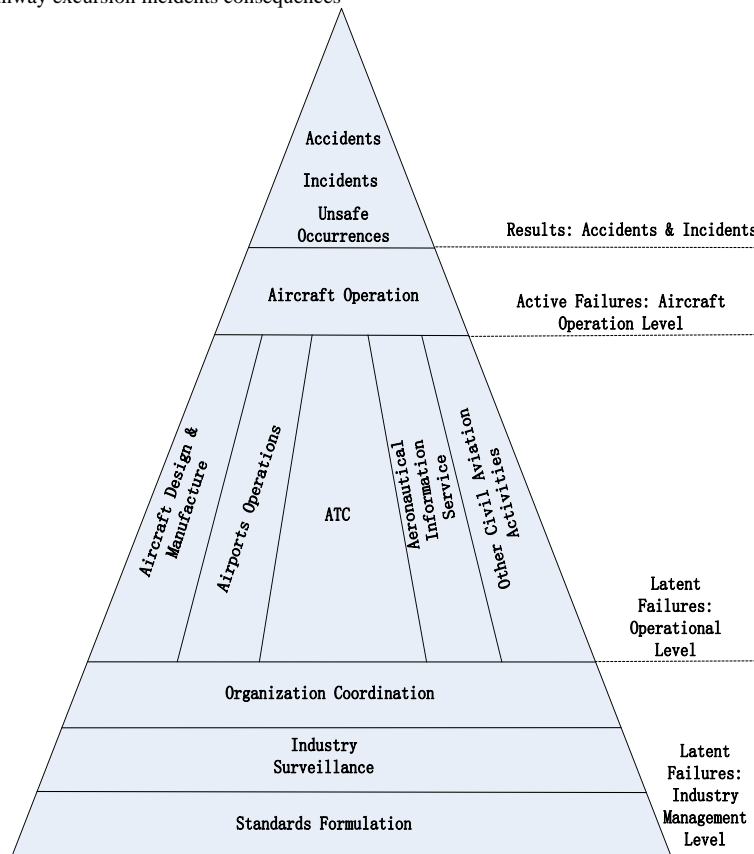 excursion incidents consequences
Accidents
Incidents
Unsafe
Occurrences
Results: Accidents & Incidents
Aircraft Operation
Active Failures: Aircraft
Operation Level
Aircraft Design &
Manufacture
Airports Operations
ATC
Aeronautical
Information
Service
Other Civil Aviation
Activities
Latent
Failures:
Operational
Level
Organization Coordination
Industry
Surveillance
Latent
Failures:
Industry
Management
Level
Standards Formulation